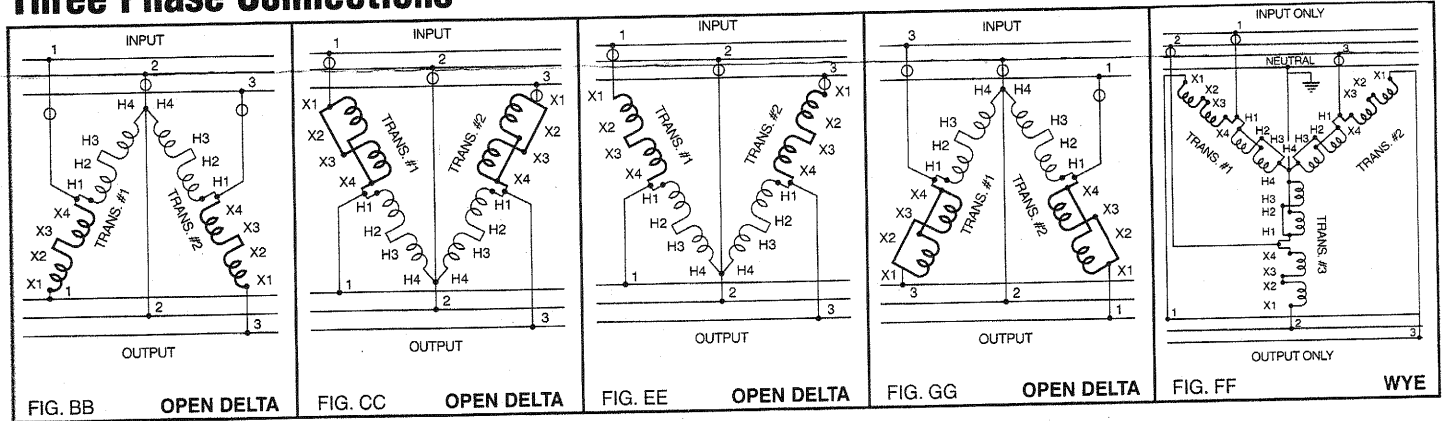 Three Phase Connections
INPUT
1
2
3
H4 H4
H3 H3
H2 H2
H1 H1
TRANS. #1
TRANS. #2
X4 X4
X3 X3
X2 X2
X1 X1
1
2
3
OUTPUT
FIG. BB OPEN DELTA
INPUT
1
2
3
X1 X1
X2 X2
X3 X3
X4 X4
TRANS. #1
TRANS. #2
H1 H1
H2 H2
H3 H3
H4 H4
1
2
3
OUTPUT
FIG. CC OPEN DELTA
INPUT
1
2
3
X1 X1
X2 X2
X3 X3
X4 X4
TRANS. #1
TRANS. #2
H1 H1
H2 H2
H3 H3
H4 H4
1
2
3
OUTPUT
FIG. EE OPEN DELTA
INPUT
3
2
1
H4 H4
H3 H3
H2 H2
H1 H1
TRANS. #1
TRANS. #2
X4 X4
X3 X3
X2 X2
X1 X1
3
2
1
OUTPUT
FIG. GG OPEN DELTA
INPUT ONLY
2
1
3
NEUTRAL
X1 X1
X2 X2
X3 X3
X4 X4
H1 H1
H2 H2
H3 H3
H4
TRANS. #1
TRANS. #2
H4
H3
H2
H1
TRANS. #3
X4
X3
X2
X1
1
2
3
OUTPUT ONLY
FIG. FF WYE